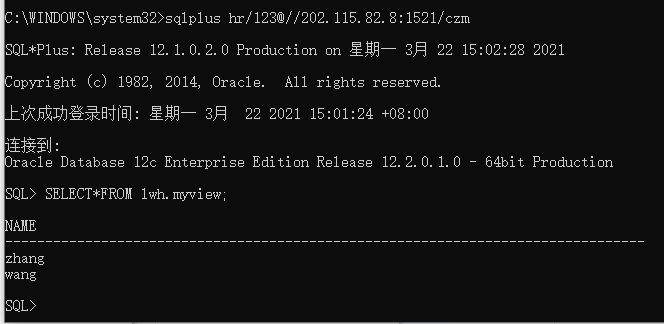 C:\WINDOWS\system32>sqlplus hr/123@//202.115.82.8:1521/czm
SQL*Plus: Release 12.1.0.2.0 Production on 星期一 3月 22 15:02:28 2021
Copyright (c) 1982, 2014, Oracle.  All rights reserved.
上次成功登录时间: 星期一 3月  22 2021 15:01:24 +08:00
连接到:
Oracle Database 12c Enterprise Edition Release 12.2.0.1.0 - 64bit Production
SQL> SELECT*FROM lwh.myview;
NAME
--------------------------------------------------------------------------------
zhang
wang
SQL>